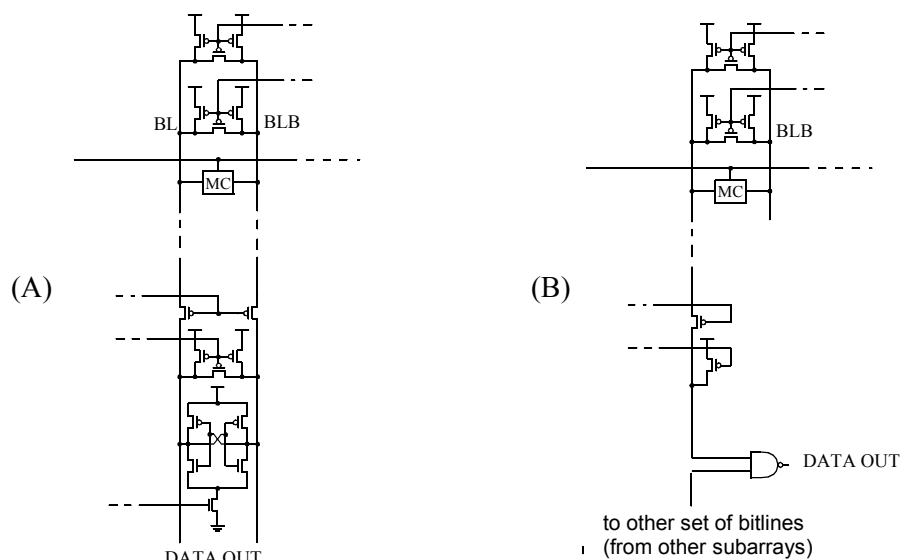 BL
BLB
MC
(A)
DATA OUT
BLB
MC
(B)
DATA OUT
to other set of bitlines
(from other subarrays)